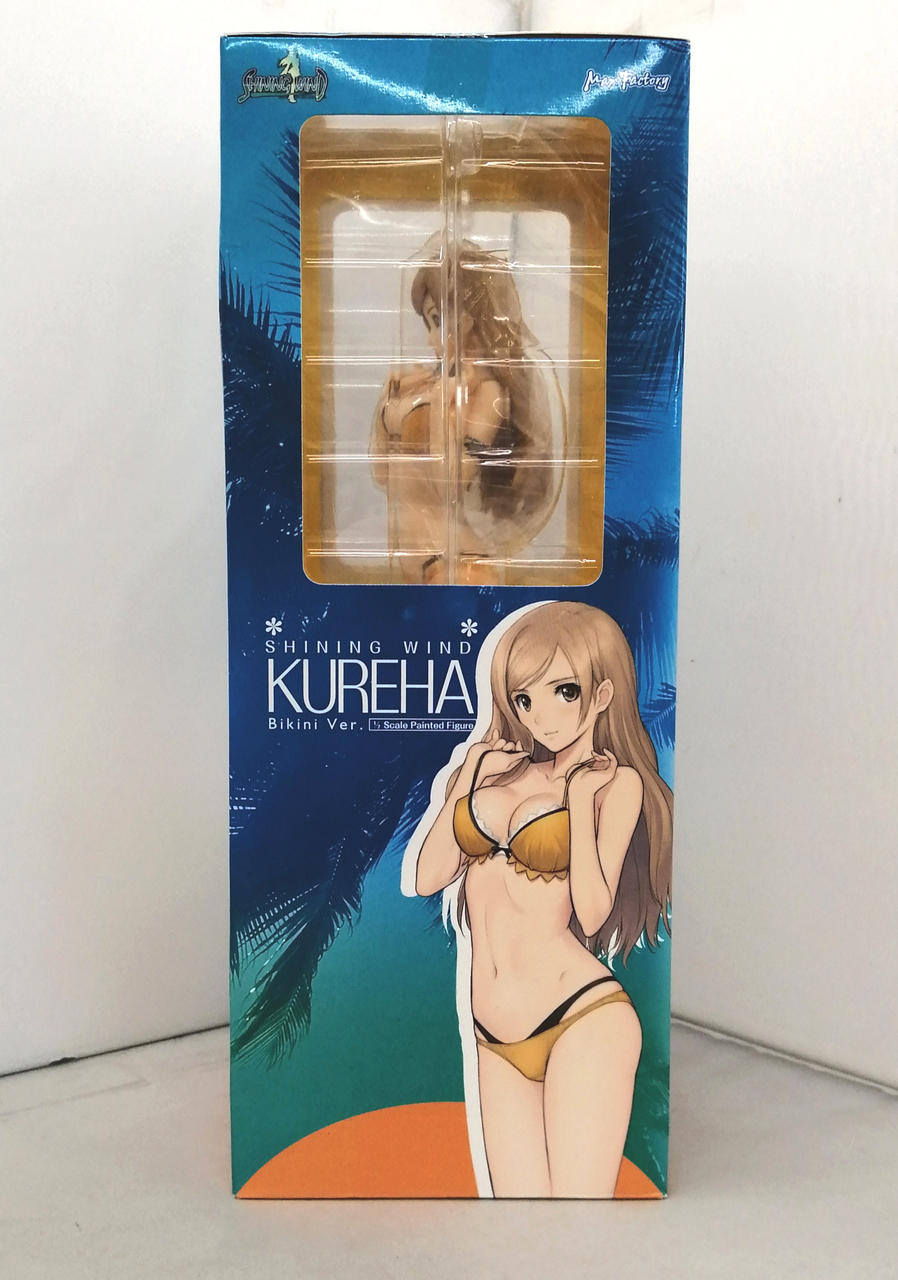 SHINING WIND
Max Factory
* *
SHINING WIND
KUREHA
Bikini Ver. Scale Painted Figure